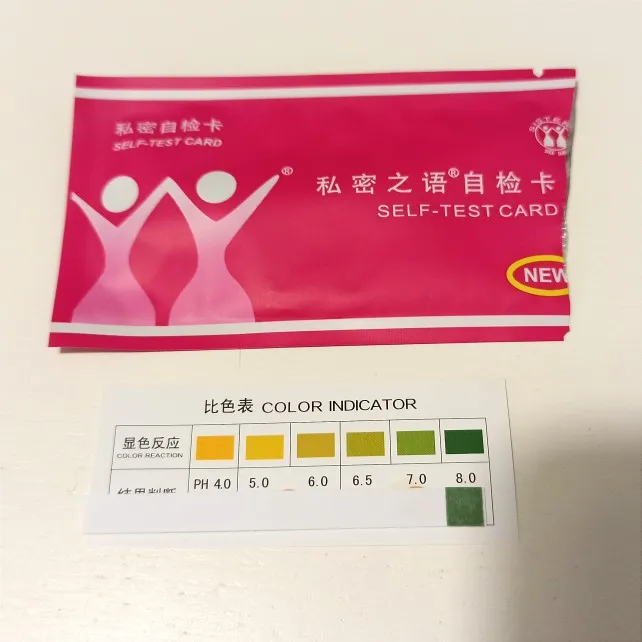 私密自检卡
SELF-TEST CARD
®
SISTER
私密之语®自检卡
SELF-TEST CARD
NEW
比色表 COLOR INDICATOR
显色反应
COLOR REACTION
PH 4.0 5.0 6.0 6.5 7.0 8.0